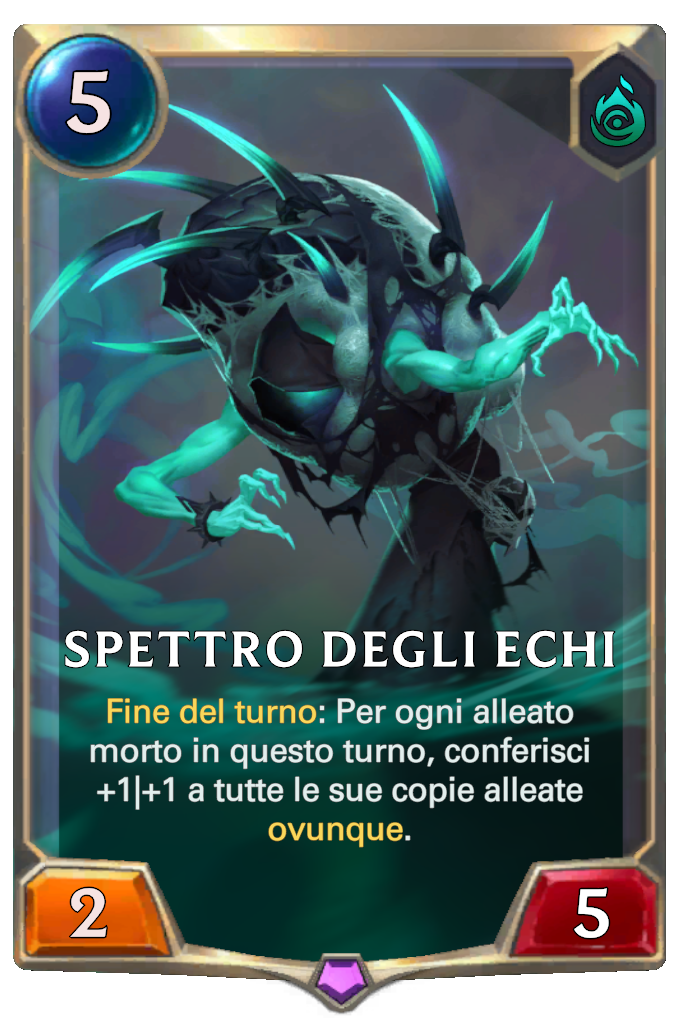 5
SPETTRO DEGLI ECHI
Fine del turno: Per ogni alleato
morto in questo turno, conferisci
+1|+1 a tutte le sue copie alleate
ovunque.
2
5